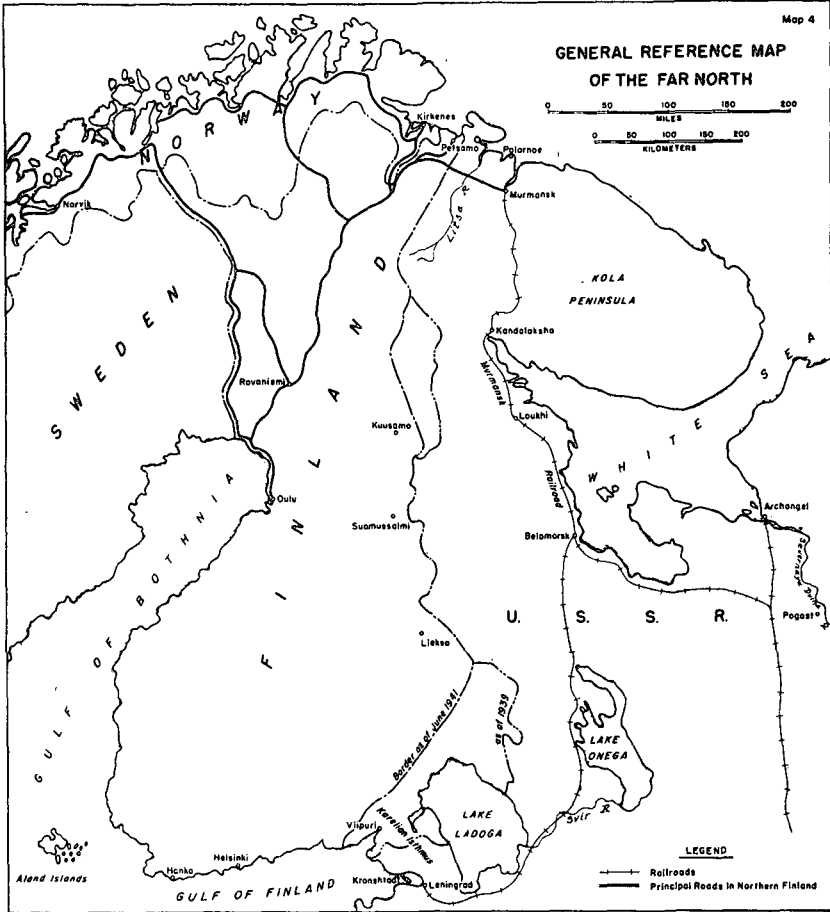 Map 4
GENERAL REFERENCE MAP
OF THE FAR NORTH
0 50 100 150 200
MILES
0 50 100 150 200
KILOMETERS
NORWAY
Kirkenes
Petsamo
Polarnoe
Murmansk
Litsa R
Narvik
KOLA
PENINSULA
SWEDEN
FINLAND
Kandalaksha
Rovaniemi
Murmansk
Railroad
Loukhi
WHITE SEA
Kuusamo
Oulu
Suomussalmi
Archangel
Belomorsk
Severnaya Dvina
GULF OF BOTHNIA
U. S. S. R.
Pogost
Lieksa
Border as of June 1941
as of 1939
LAKE
ONEGA
LAKE
LADOGA
Svir R
Viipuri
Karelian Isthmus
Helsinki
Hanko
Aland Islands
GULF OF FINLAND
Kronshtadt
Leningrad
LEGEND
Railroads
Principal Roads in Northern Finland